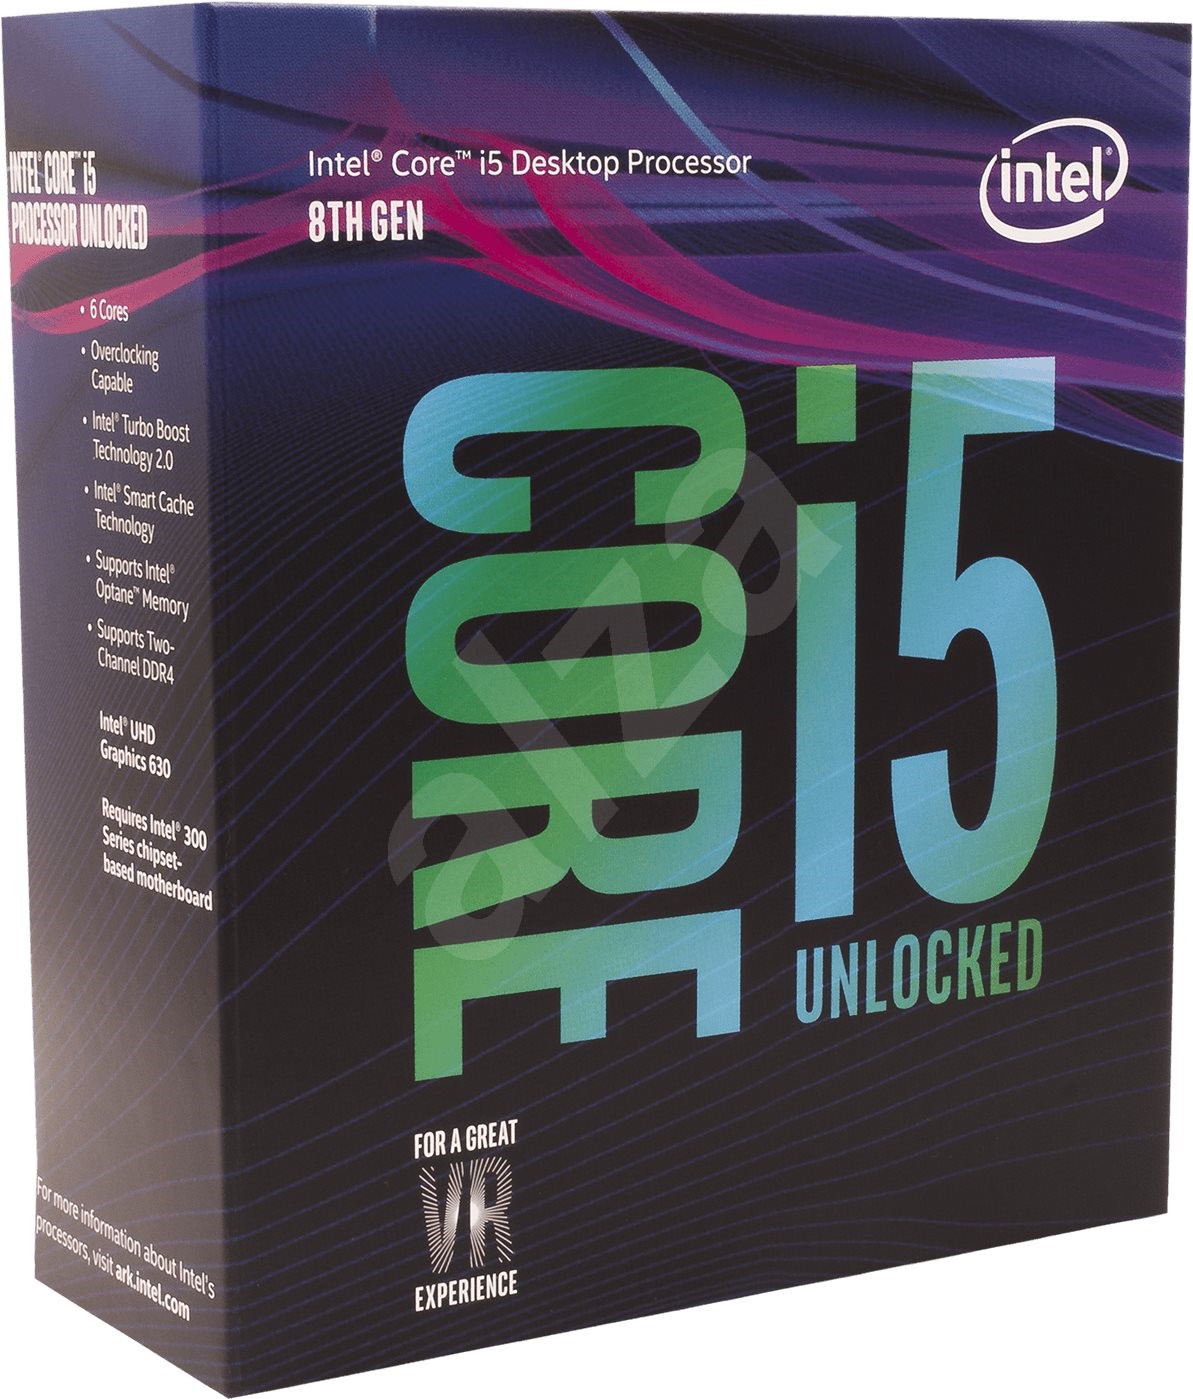 INTEL® CORE™ i5
PROCESSOR UNLOCKED
• 6 Cores
• Overclocking
Capable
• Intel® Turbo Boost
Technology 2.0
• Intel® Smart Cache
Technology
• Supports Intel®
Optane™ Memory
• Supports Two-
Channel DDR4
Intel® UHD
Graphics 630
Requires Intel® 300
Series chipset-
based motherboard
For more information about Intel's
processors, visit ark.intel.com
Intel® Core™ i5 Desktop Processor
8TH GEN
intel®
CORE
i5
UNLOCKED
alza
FOR A GREAT
VR
EXPERIENCE